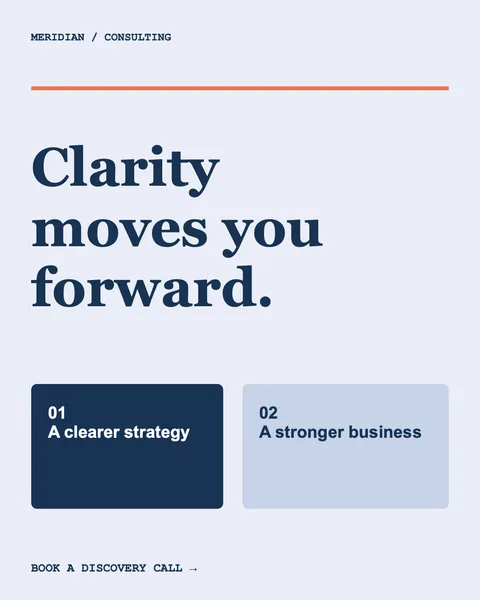 MERIDIAN / CONSULTING
Clarity
moves you
forward.
01
A clearer strategy
02
A stronger business
BOOK A DISCOVERY CALL →